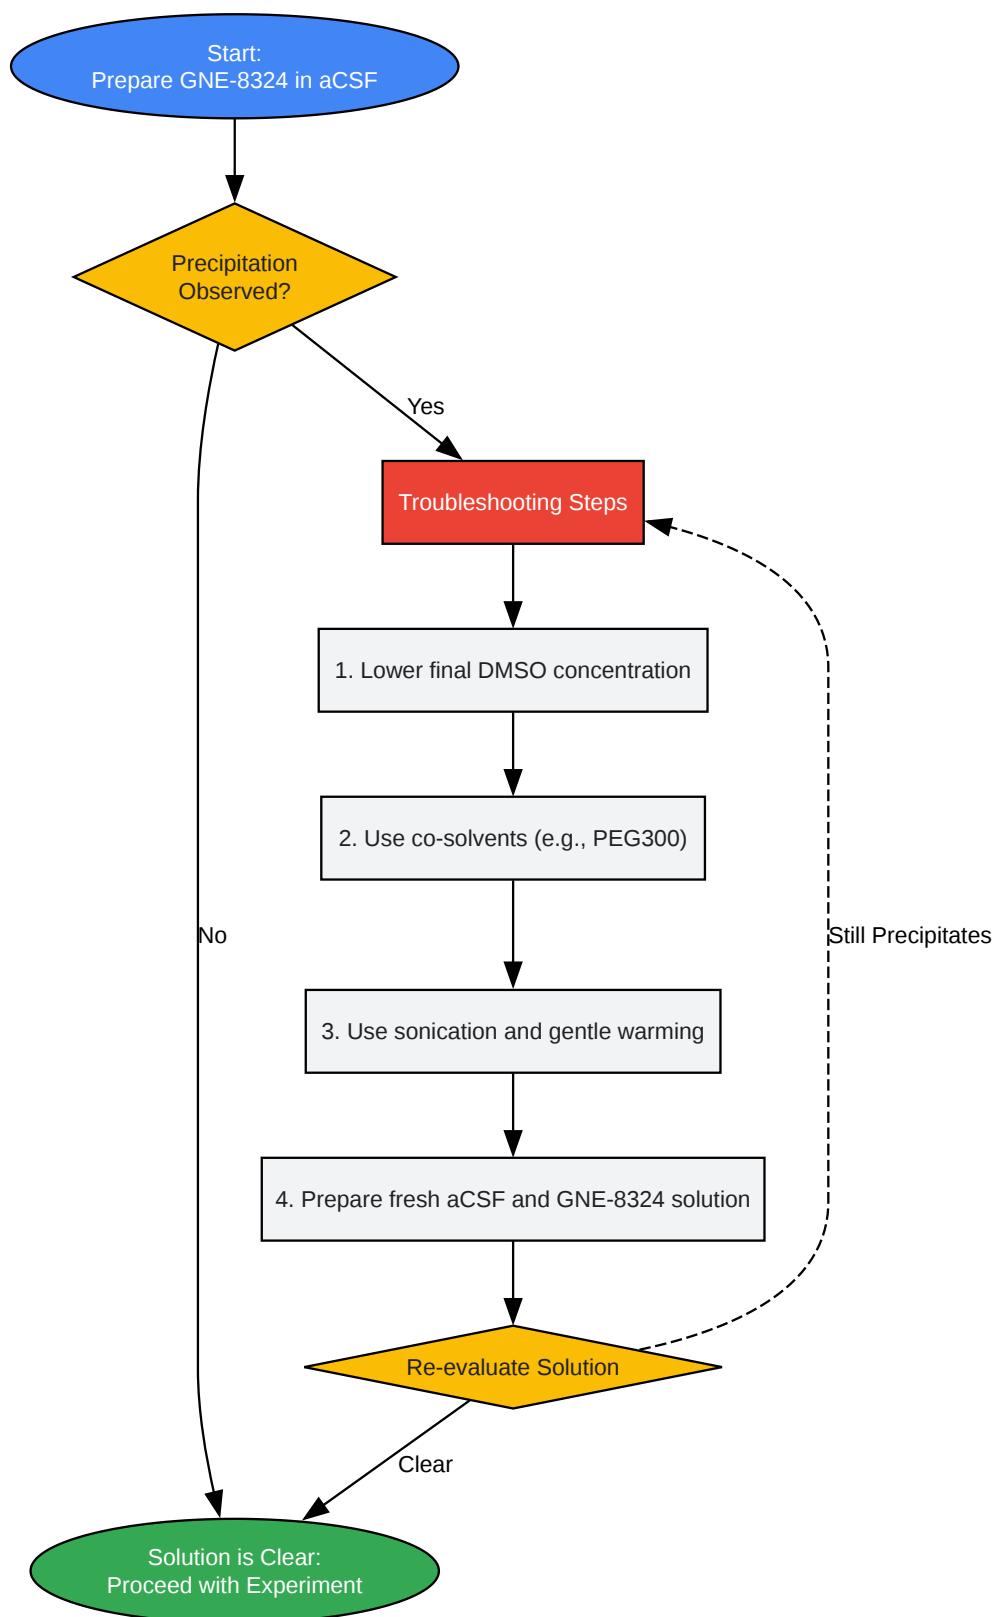 Start:
Prepare GNE-8324 in aCSF
Precipitation
Observed?
Yes
Troubleshooting Steps
1. Lower final DMSO concentration
2. Use co-solvents (e.g., PEG300)
No
Still Precipitates
3. Use sonication and gentle warming
4. Prepare fresh aCSF and GNE-8324 solution
Re-evaluate Solution
Clear
Solution is Clear:
Proceed with Experiment